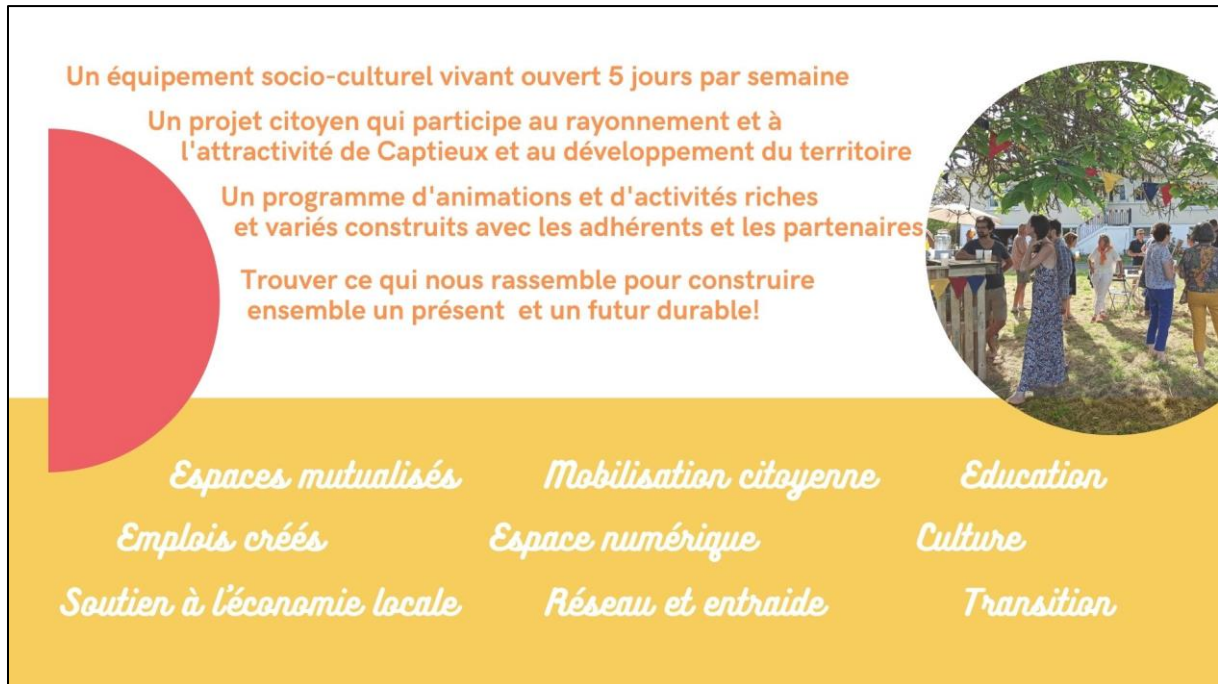 Un équipement socio-culturel vivant ouvert 5 jours par semaine
Un projet citoyen qui participe au rayonnement et à
l'attractivité de Captieux et au développement du territoire
Un programme d'animations et d'activités riches
et variés construits avec les adhérents et les partenaires
Trouver ce qui nous rassemble pour construire
ensemble un présent et un futur durable!
Espaces mutualisés
Mobilisation citoyenne
Education
Emplois créés
Espace numérique
Culture
Soutien à l'économie locale
Réseau et entraide
Transition